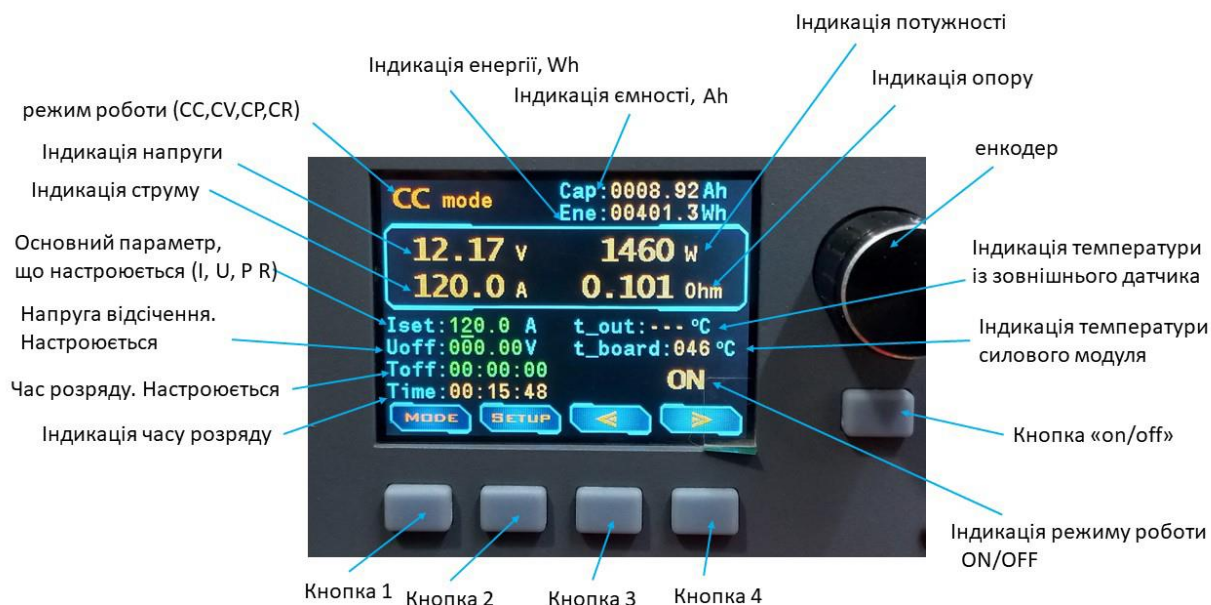 Індикація потужності
Індикація енергії, Wh
Індикація опору
Індикація ємності, Ah
режим роботи (CC,CV,CP,CR)
енкодер
Індикація напруги
Індикація струму
Основний параметр,
що настроюється (I, U, P R)
Напруга відсічення.
Настроюється
Час розряду. Настроюється
Індикація часу розряду
CC mode
Cap:0008.92Ah
Ene:00401.3Wh
12.17 V 1460 W
120.0 A 0.101 Ohm
Iset:120.0 A t_out:--- °C
Uoff:000.00V t_board:046 °C
Toff:00:00:00
ON
Time:00:15:48
MODE SETUP < >
Індикація температури
із зовнішнього датчика
Індикація температури
силового модуля
Кнопка «on/off»
Індикація режиму роботи
ON/OFF
Кнопка 1 Кнопка 2 Кнопка 3 Кнопка 4